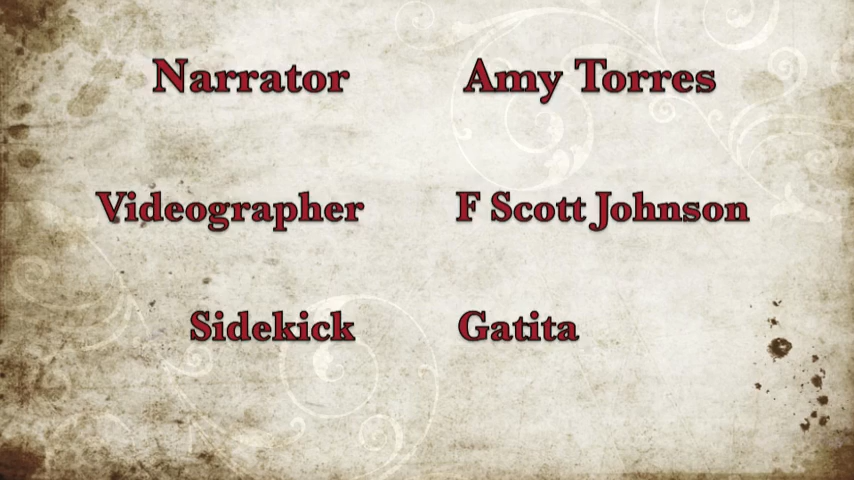 Narrator Amy Torres
Videographer F Scott Johnson
Sidekick Gatita